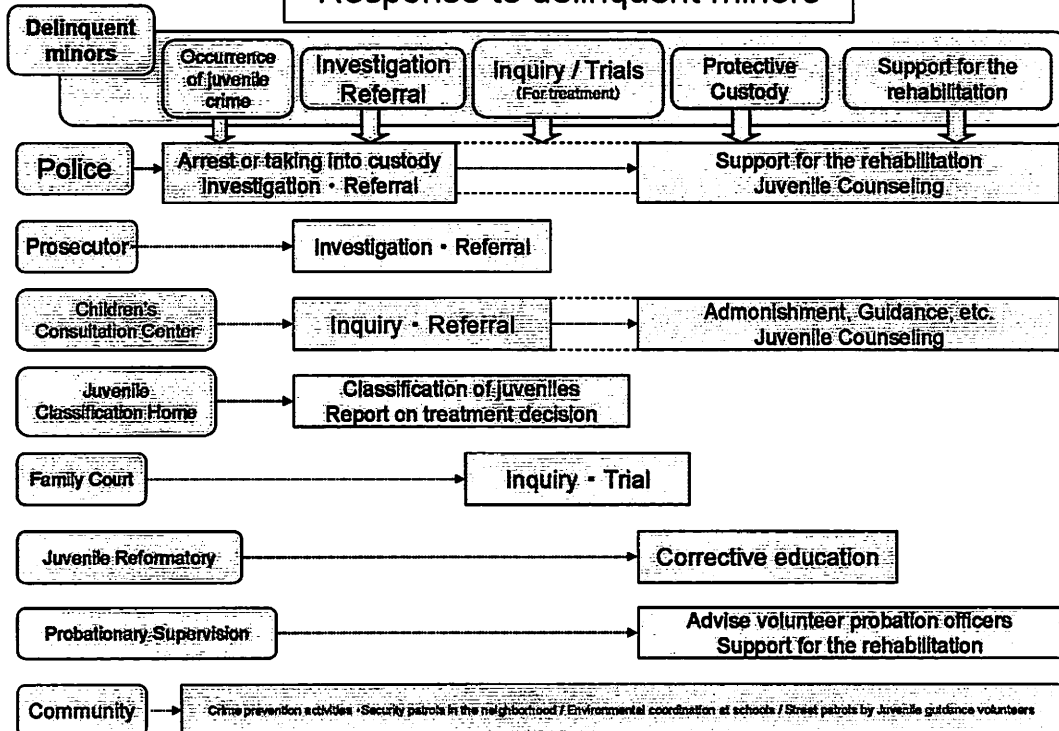 Response to delinquent minors
Delinquent
minors
Occurrence
of juvenile
crime
Investigation
Referral
Inquiry / Trials
(For treatment)
Protective
Custody
Support for the
rehabilitation
Police
Arrest or taking into custody
Investigation・Referral
Support for the rehabilitation
Juvenile Counseling
Prosecutor
Investigation・Referral
Children's
Consultation Center
Inquiry・Referral
Admonishment, Guidance, etc.
Juvenile Counseling
Juvenile
Classification Home
Classification of juveniles
Report on treatment decision
Family Court
Inquiry・Trial
Juvenile Reformatory
Corrective education
Probationary Supervision
Advise volunteer probation officers
Support for the rehabilitation
Community
Crime prevention activities・Security patrols in the neighborhood / Environmental coordination at schools / Street patrols by Juvenile guidance volunteers